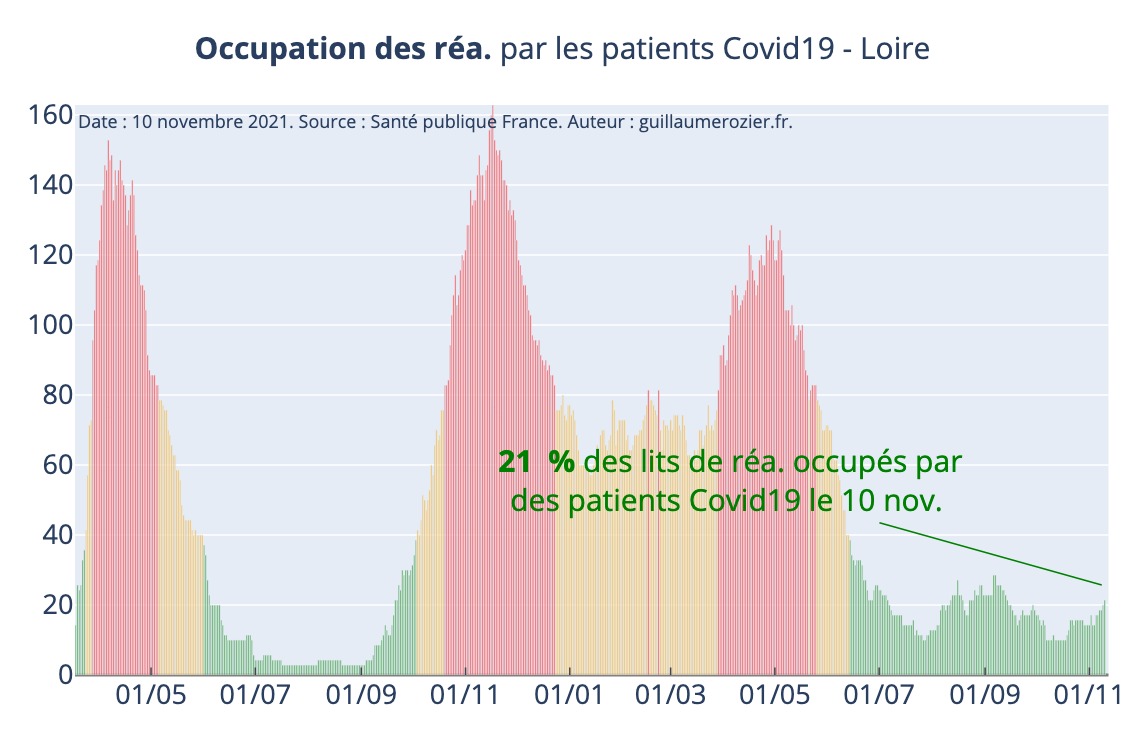 Occupation des réa. par les patients Covid19 - Loire
160
Date : 10 novembre 2021. Source : Santé publique France. Auteur : guillaumerozier.fr.
140
120
100
80
60
21 % des lits de réa. occupés par
des patients Covid19 le 10 nov.
40
20
0
01/05 01/07 01/09 01/11 01/01 01/03 01/05 01/07 01/09 01/11